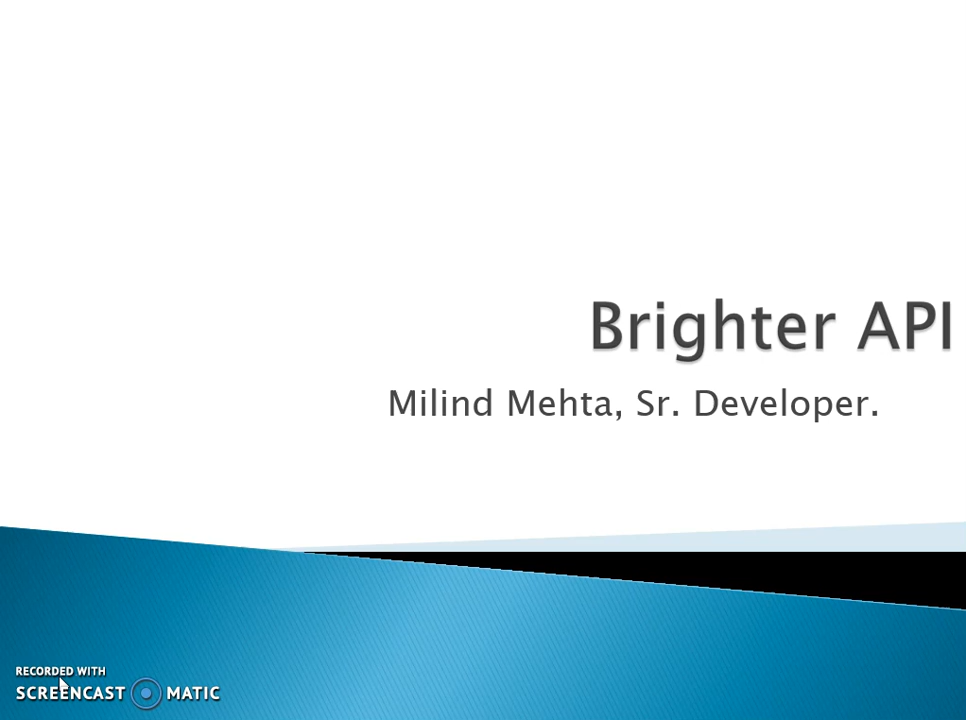 Brighter API
Milind Mehta, Sr. Developer.
RECORDED WITH
SCREENCAST MATIC